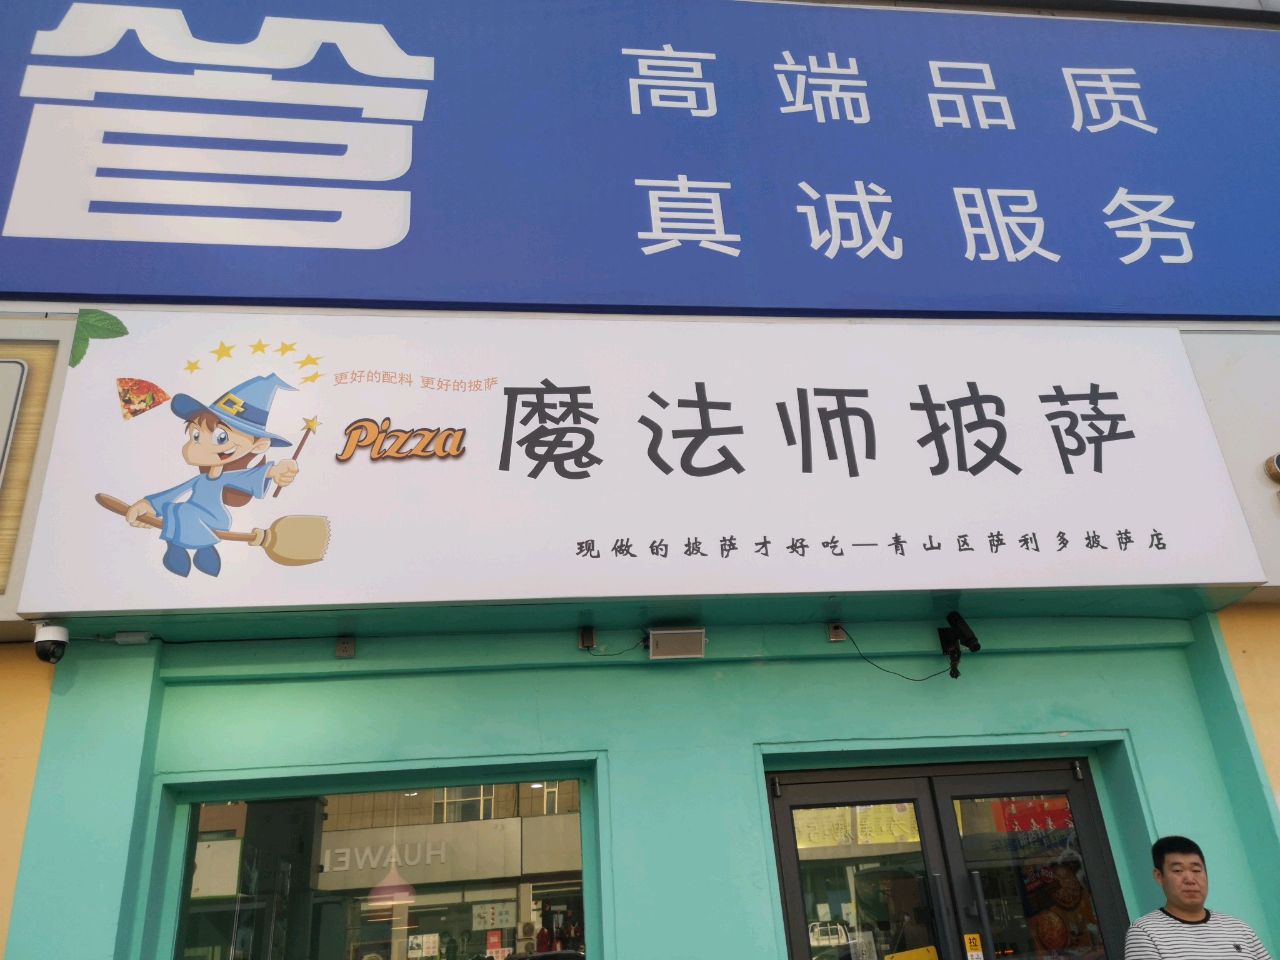 高端品质
真诚服务
更好的配料 更好的披萨
Pizza
魔法师披萨
现做的披萨才好吃—青山区萨利多披萨店
HUAWEI
拉